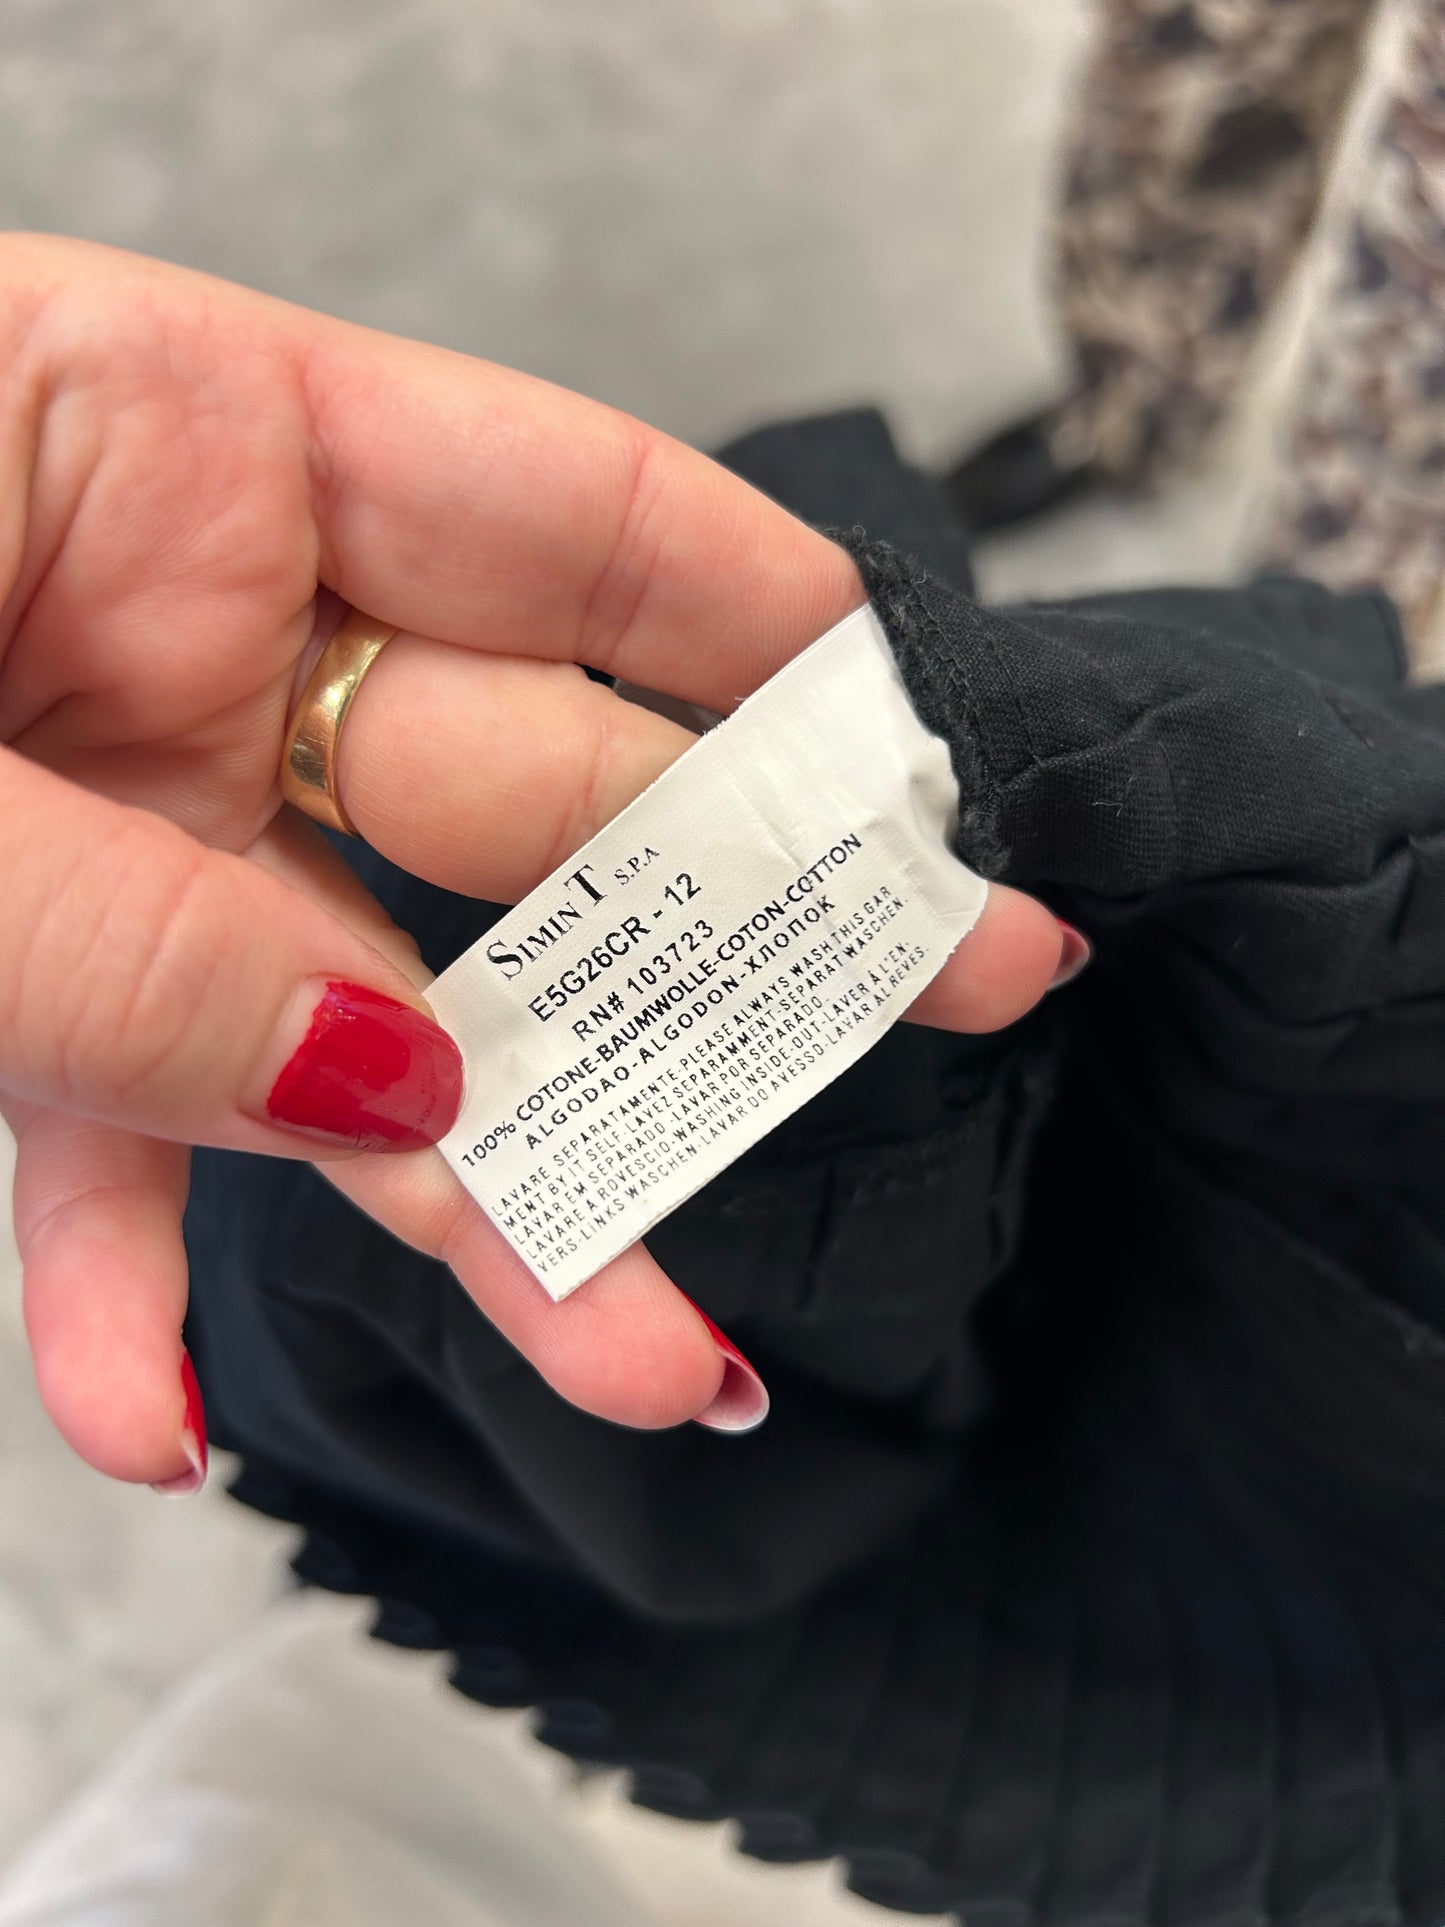 SIMINT S.P.A
E5G26CR - 12
RN# 103723
100% COTONE-BAUMWOLLE-COTON-COTTON
ALGODAO-ALGODON-ХЛОПОК
LAVARE SEPARATAMENTE-PLEASE ALWAYS WASH THIS GAR
MENT BY IT SELF-LAVEZ SEPARAMMENT-SEPARAT WASCHEN-
LAVAR EM SEPARADO-LAVAR POR SEPARADO.
LAVARE A ROVESCIO-WASHING INSIDE-OUT-LAVER À L'EN-
VERS-LINKS WASCHEN-LAVAR DO AVESSO-LAVAR AL REVES.